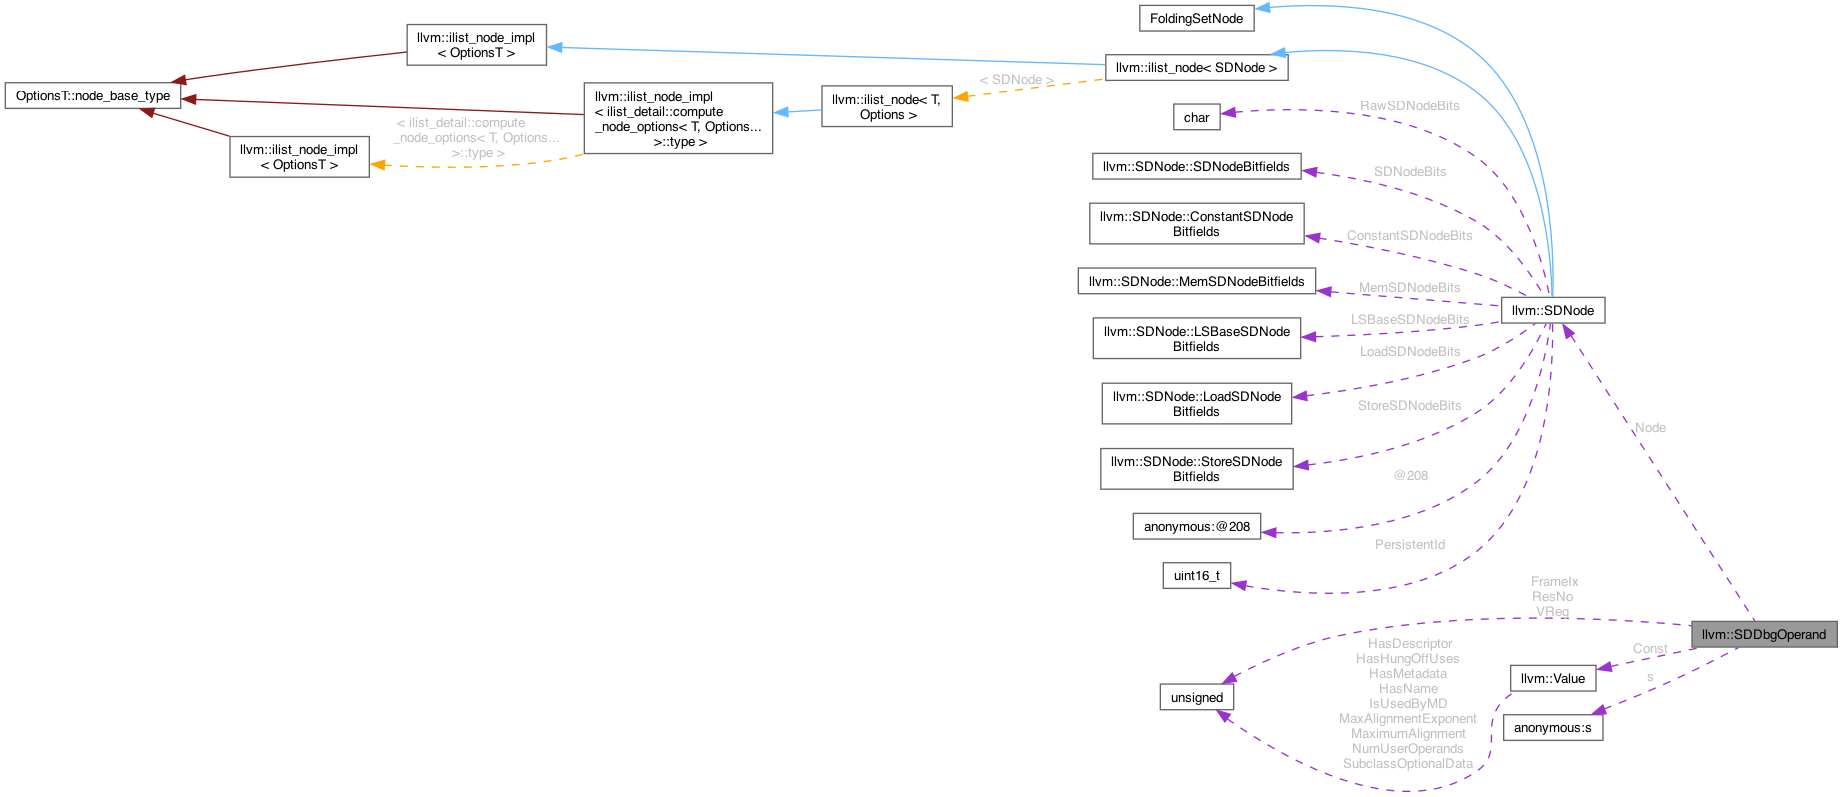 FoldingSetNode
llvm::ilist_node_impl
< OptionsT >
llvm::ilist_node< SDNode >
OptionsT::node_base_type
llvm::ilist_node_impl
< ilist_detail::compute
_node_options< T, Options...
>::type >
llvm::ilist_node< T,
Options >
< SDNode >
< ilist_detail::compute
_node_options< T, Options...
>::type >
llvm::ilist_node_impl
< OptionsT >
char
RawSDNodeBits
llvm::SDNode::SDNodeBitfields
SDNodeBits
llvm::SDNode::ConstantSDNode
Bitfields
ConstantSDNodeBits
llvm::SDNode::MemSDNodeBitfields
MemSDNodeBits
llvm::SDNode
llvm::SDNode::LSBaseSDNode
Bitfields
LSBaseSDNodeBits
llvm::SDNode::LoadSDNode
Bitfields
LoadSDNodeBits
llvm::SDNode::StoreSDNode
Bitfields
StoreSDNodeBits
Node
anonymous:@208
@208
uint16_t
PersistentId
FrameIx
ResNo
VReg
llvm::SDDbgOperand
HasDescriptor
HasHungOffUses
HasMetadata
HasName
IsUsedByMD
MaxAlignmentExponent
MaximumAlignment
NumUserOperands
SubclassOptionalData
Const
s
llvm::Value
unsigned
anonymous:s